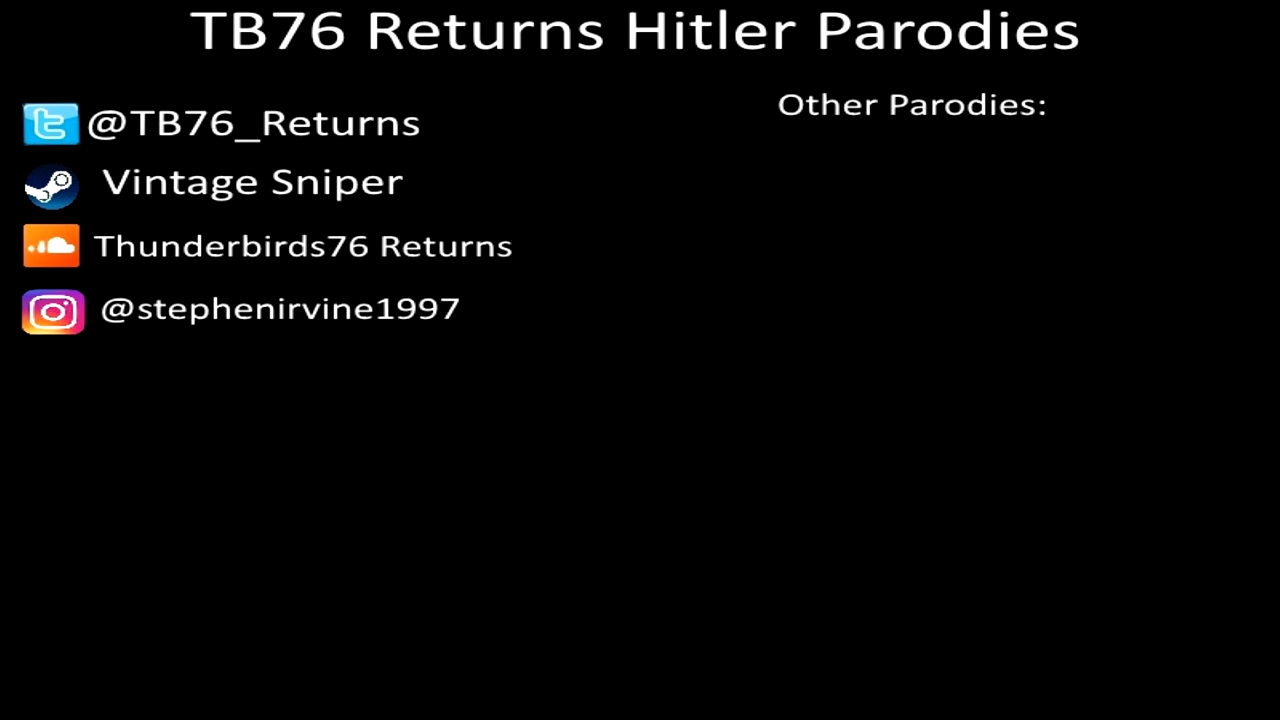 TB76 Returns Hitler Parodies
@TB76_Returns
Vintage Sniper
Thunderbirds76 Returns
@stephenirvine1997
Other Parodies: